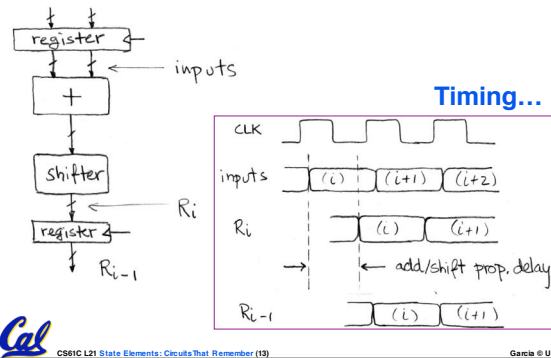 register
inputs
+
Timing…
CLK
shifter
inputs (i) (i+1) (i+2)
Ri
Ri (i) (i+1)
register
add/shift prop. delay
Ri-1
Ri-1 (i) (i+1)
Cal
CS61C L21 State Elements: Circuits That Remember (13)
Garcia © U